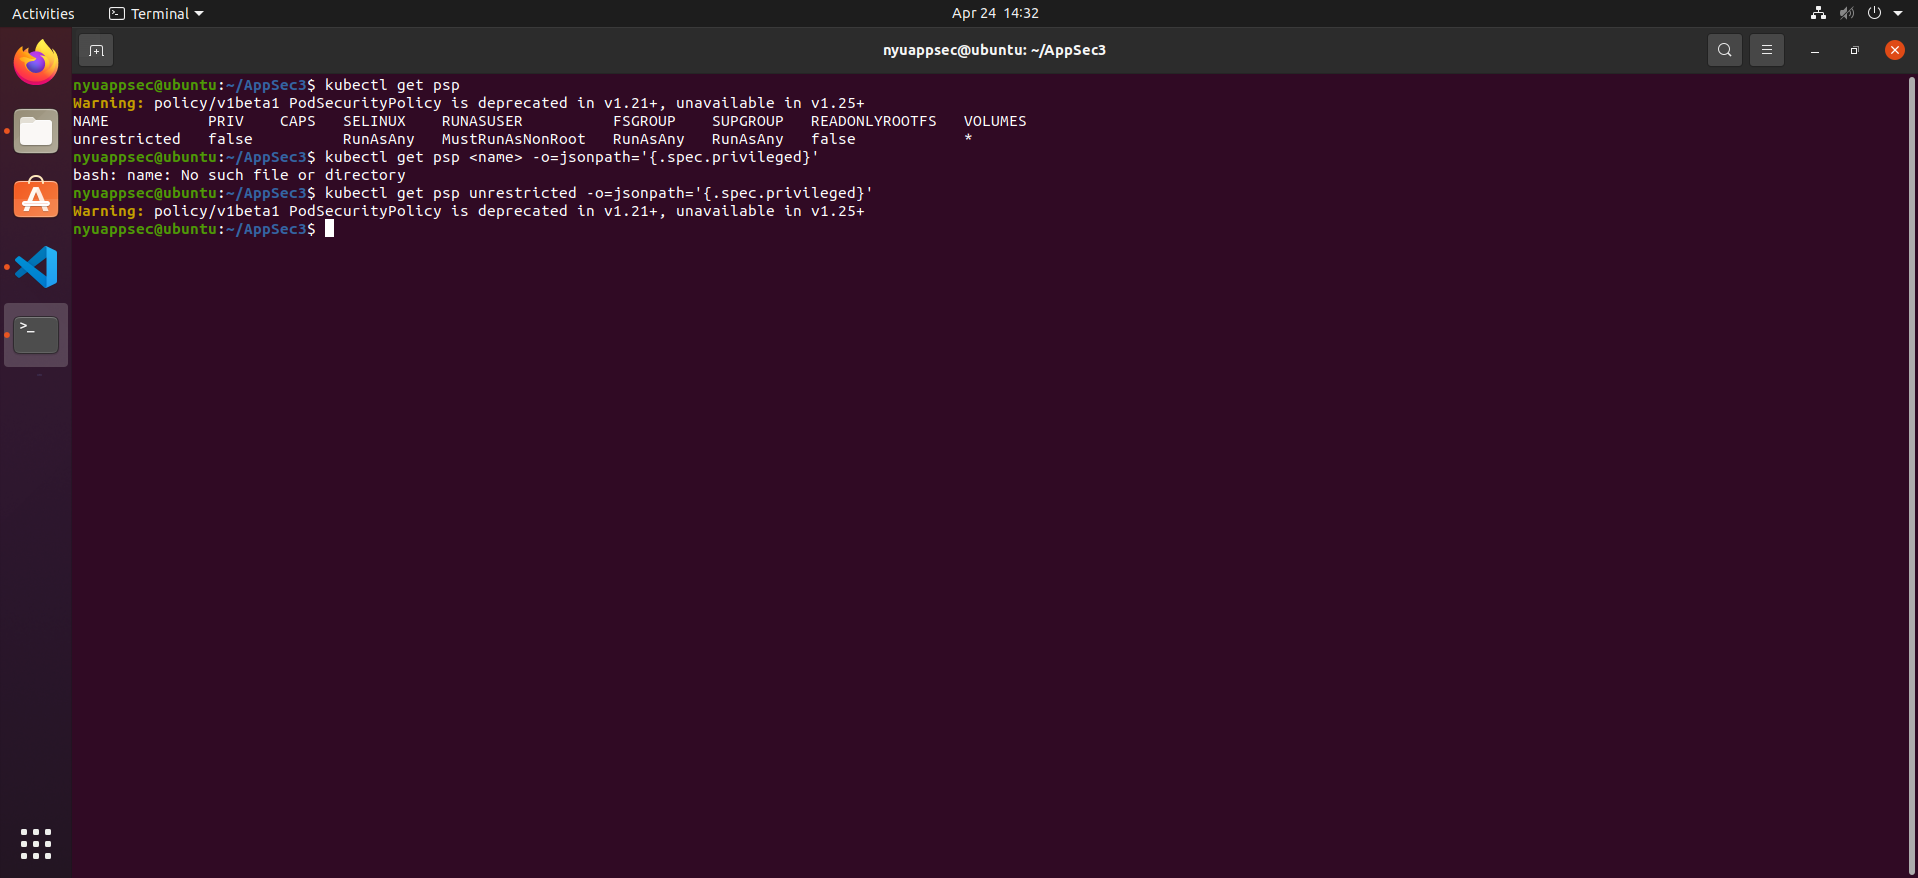 Activities Terminal Apr 24 14:32
nyuappsec@ubuntu: ~/AppSec3
nyuappsec@ubuntu:~/AppSec3$ kubectl get psp
Warning: policy/v1beta1 PodSecurityPolicy is deprecated in v1.21+, unavailable in v1.25+
NAME PRIV CAPS SELINUX RUNASUSER FSGROUP SUPGROUP READONLYROOTFS VOLUMES
unrestricted false RunAsAny MustRunAsNonRoot RunAsAny RunAsAny false *
nyuappsec@ubuntu:~/AppSec3$ kubectl get psp <name> -o=jsonpath='{.spec.privileged}'
bash: name: No such file or directory
nyuappsec@ubuntu:~/AppSec3$ kubectl get psp unrestricted -o=jsonpath='{.spec.privileged}'
Warning: policy/v1beta1 PodSecurityPolicy is deprecated in v1.21+, unavailable in v1.25+
nyuappsec@ubuntu:~/AppSec3$